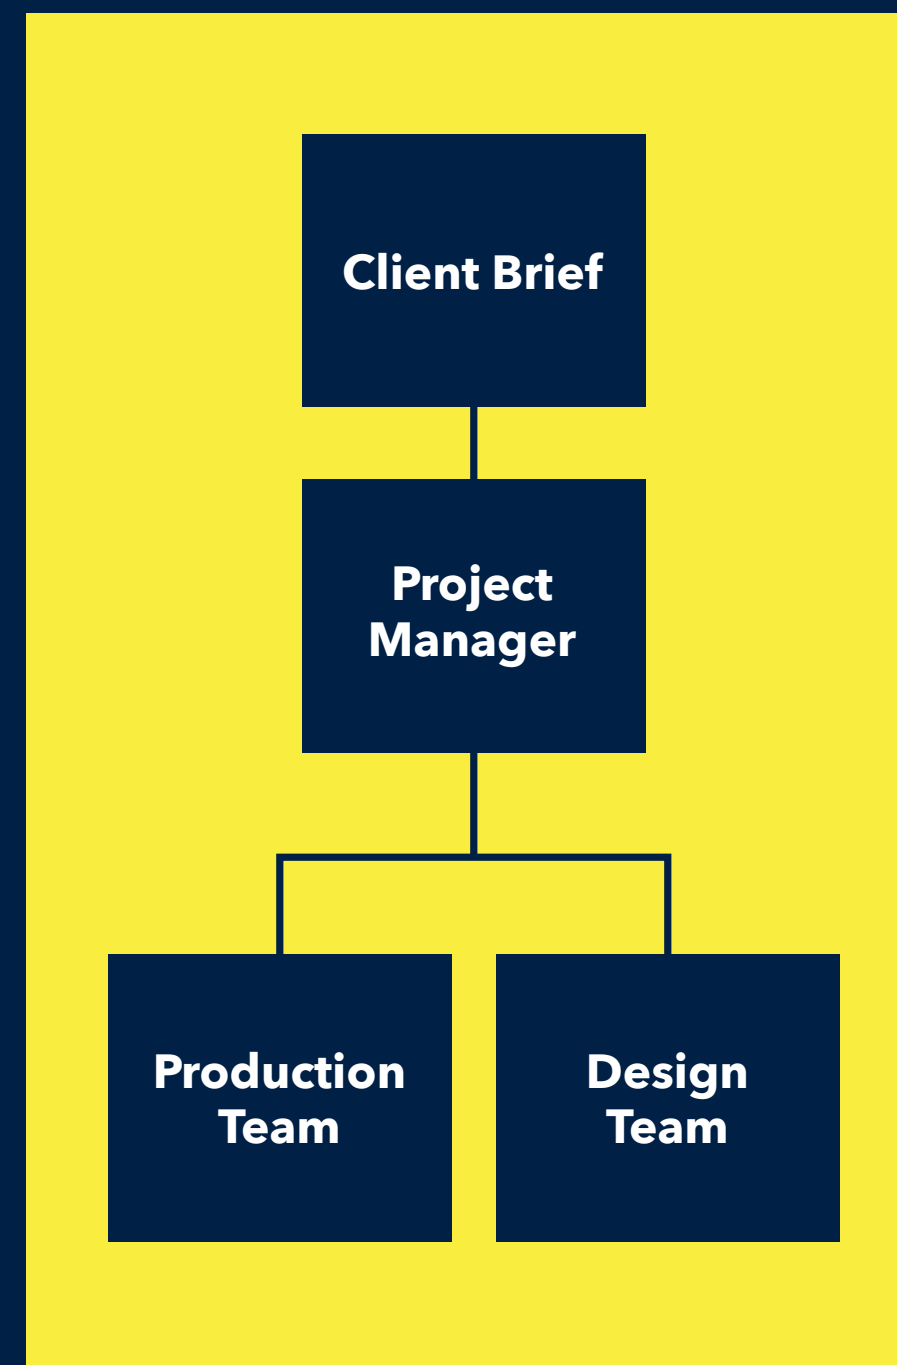 Client Brief
Project
Manager
Production
Team
Design
Team